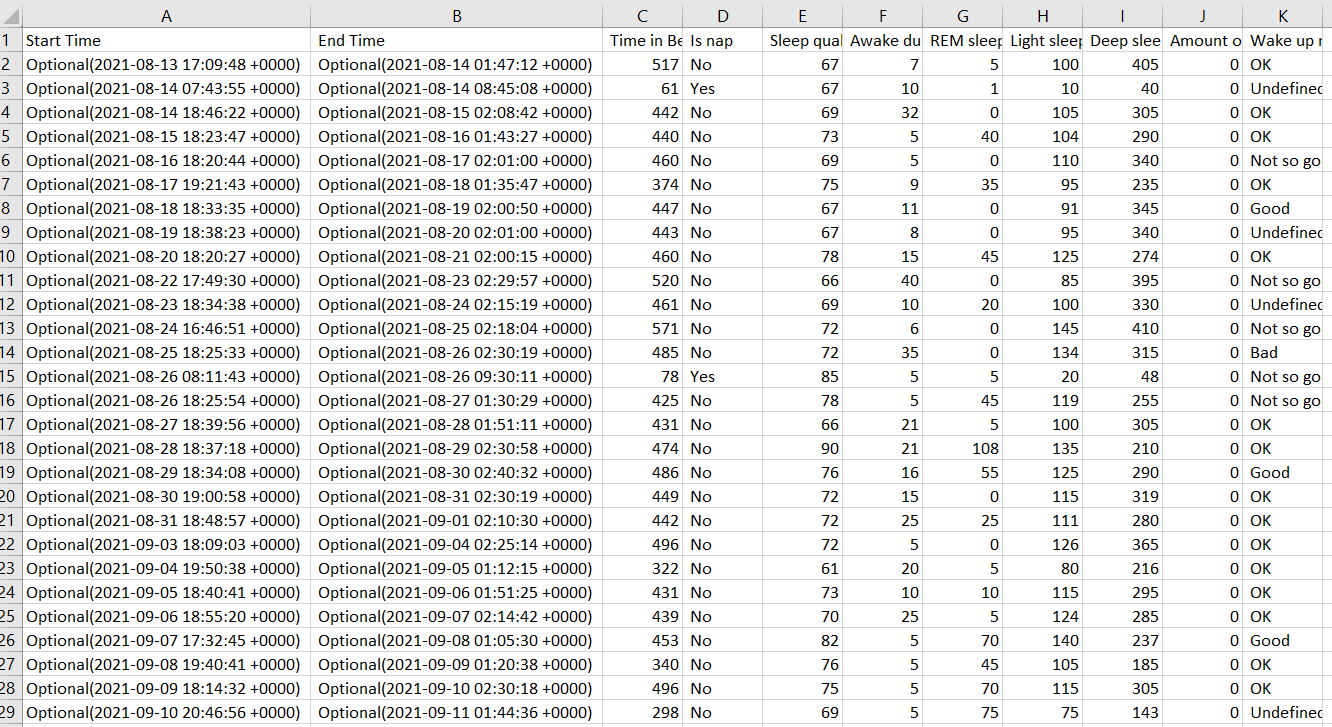 A B C D E F G H I J K
1 Start Time End Time Time in Be Is nap Sleep qual Awake du REM sleep Light sleep Deep slee Amount o Wake up r
2 Optional(2021-08-13 17:09:48 +0000) Optional(2021-08-14 01:47:12 +0000) 517 No 67 7 5 100 405 0 OK
3 Optional(2021-08-14 07:43:55 +0000) Optional(2021-08-14 08:45:08 +0000) 61 Yes 67 10 1 10 40 0 Undefined
4 Optional(2021-08-14 18:46:22 +0000) Optional(2021-08-15 02:08:42 +0000) 442 No 69 32 0 105 305 0 OK
5 Optional(2021-08-15 18:23:47 +0000) Optional(2021-08-16 01:43:27 +0000) 440 No 73 5 40 104 290 0 OK
6 Optional(2021-08-16 18:20:44 +0000) Optional(2021-08-17 02:01:00 +0000) 460 No 69 5 0 110 340 0 Not so go
7 Optional(2021-08-17 19:21:43 +0000) Optional(2021-08-18 01:35:47 +0000) 374 No 75 9 35 95 235 0 OK
8 Optional(2021-08-18 18:33:35 +0000) Optional(2021-08-19 02:00:50 +0000) 447 No 67 11 0 91 345 0 Good
9 Optional(2021-08-19 18:38:23 +0000) Optional(2021-08-20 02:01:00 +0000) 443 No 67 8 0 95 340 0 Undefined
10 Optional(2021-08-20 18:20:27 +0000) Optional(2021-08-21 02:00:15 +0000) 460 No 78 15 45 125 274 0 OK
11 Optional(2021-08-22 17:49:30 +0000) Optional(2021-08-23 02:29:57 +0000) 520 No 66 40 0 85 395 0 Not so go
12 Optional(2021-08-23 18:34:38 +0000) Optional(2021-08-24 02:15:19 +0000) 461 No 69 10 20 100 330 0 Undefined
13 Optional(2021-08-24 16:46:51 +0000) Optional(2021-08-25 02:18:04 +0000) 571 No 72 6 0 145 410 0 Not so go
14 Optional(2021-08-25 18:25:33 +0000) Optional(2021-08-26 02:30:19 +0000) 485 No 72 35 0 134 315 0 Bad
15 Optional(2021-08-26 08:11:43 +0000) Optional(2021-08-26 09:30:11 +0000) 78 Yes 85 5 5 20 48 0 Not so go
16 Optional(2021-08-26 18:25:54 +0000) Optional(2021-08-27 01:30:29 +0000) 425 No 78 5 45 119 255 0 Not so go
17 Optional(2021-08-27 18:39:56 +0000) Optional(2021-08-28 01:51:11 +0000) 431 No 66 21 5 100 305 0 OK
18 Optional(2021-08-28 18:37:18 +0000) Optional(2021-08-29 02:30:58 +0000) 474 No 90 21 108 135 210 0 OK
19 Optional(2021-08-29 18:34:08 +0000) Optional(2021-08-30 02:40:32 +0000) 486 No 76 16 55 125 290 0 Good
20 Optional(2021-08-30 19:00:58 +0000) Optional(2021-08-31 02:30:19 +0000) 449 No 72 15 0 115 319 0 OK
21 Optional(2021-08-31 18:48:57 +0000) Optional(2021-09-01 02:10:30 +0000) 442 No 72 25 25 111 280 0 OK
22 Optional(2021-09-03 18:09:03 +0000) Optional(2021-09-04 02:25:14 +0000) 496 No 72 5 0 126 365 0 OK
23 Optional(2021-09-04 19:50:38 +0000) Optional(2021-09-05 01:12:15 +0000) 322 No 61 20 5 80 216 0 OK
24 Optional(2021-09-05 18:40:41 +0000) Optional(2021-09-06 01:51:25 +0000) 431 No 73 10 10 115 295 0 OK
25 Optional(2021-09-06 18:55:20 +0000) Optional(2021-09-07 02:14:42 +0000) 439 No 70 25 5 124 285 0 OK
26 Optional(2021-09-07 17:32:45 +0000) Optional(2021-09-08 01:05:30 +0000) 453 No 82 5 70 140 237 0 Good
27 Optional(2021-09-08 19:40:41 +0000) Optional(2021-09-09 01:20:38 +0000) 340 No 76 5 45 105 185 0 OK
28 Optional(2021-09-09 18:14:32 +0000) Optional(2021-09-10 02:30:18 +0000) 496 No 75 5 70 115 305 0 OK
29 Optional(2021-09-10 20:46:56 +0000) Optional(2021-09-11 01:44:36 +0000) 298 No 69 5 75 75 143 0 Undefined